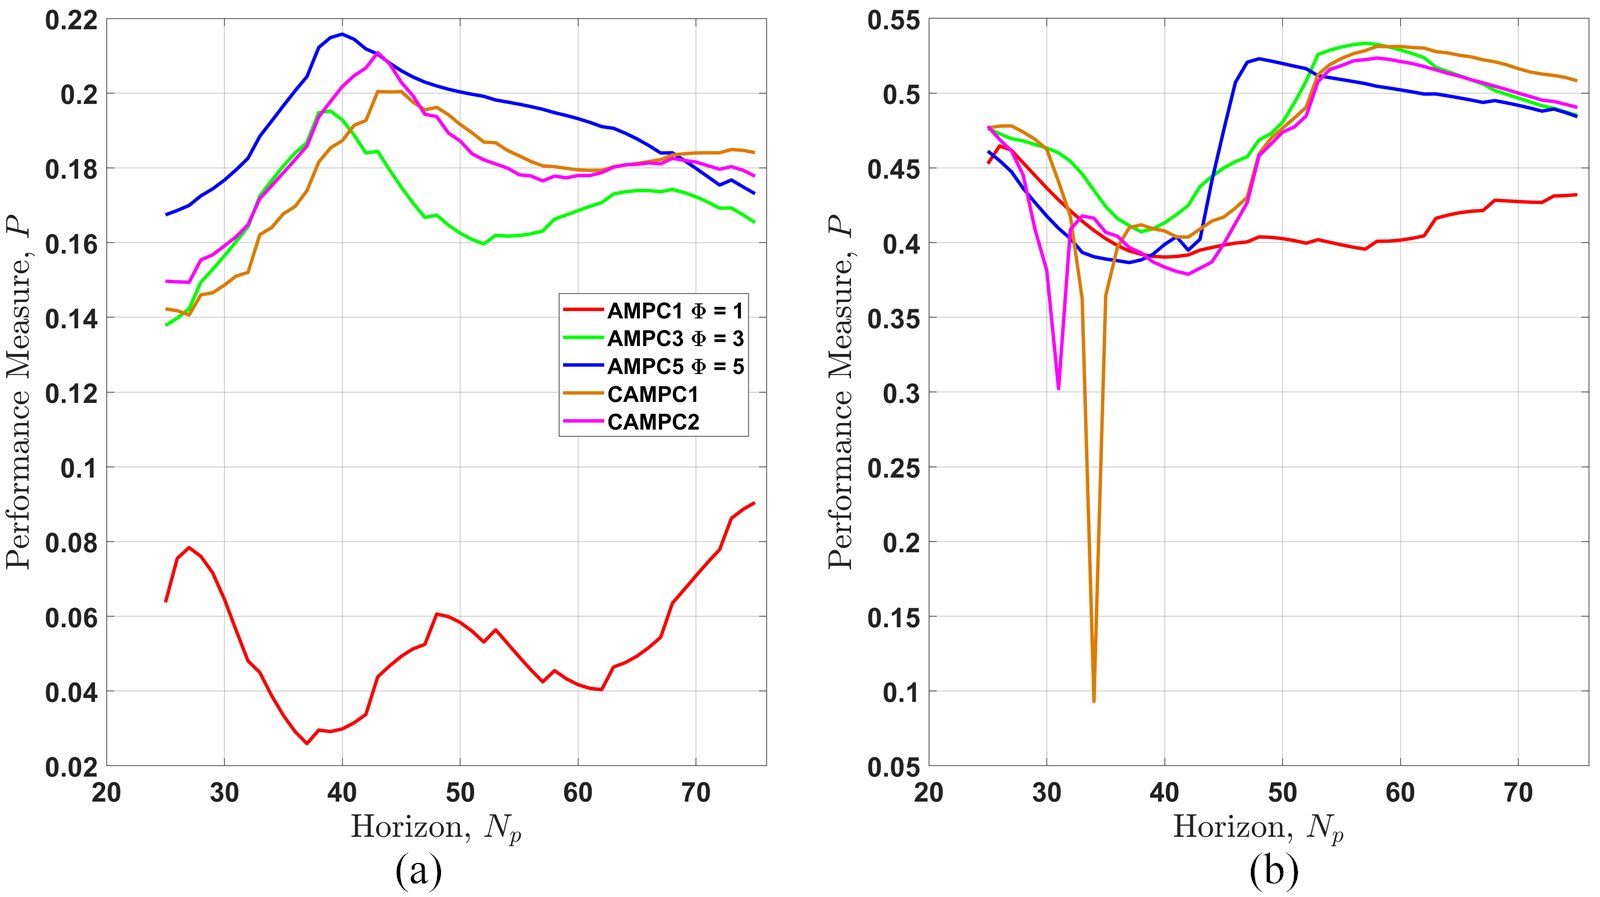 0.22
0.2
0.18
0.16
0.14
0.12
0.1
0.08
0.06
0.04
0.02
20 30 40 50 60 70
Performance Measure, P
Horizon, Np
AMPC1 Φ = 1
AMPC3 Φ = 3
AMPC5 Φ = 5
CAMPC1
CAMPC2
(a)
0.55
0.5
0.45
0.4
0.35
0.3
0.25
0.2
0.15
0.1
0.05
20 30 40 50 60 70
Performance Measure, P
Horizon, Np
(b)